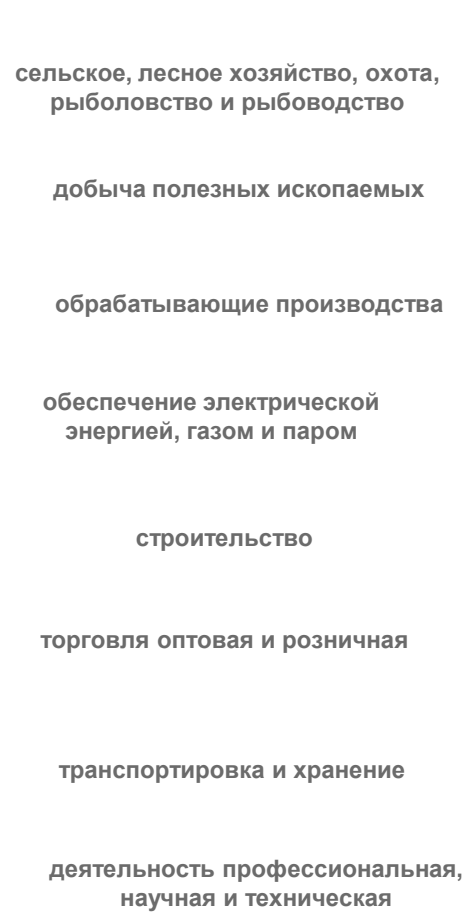 сельское, лесное хозяйство, охота,
рыболовство и рыбоводство
добыча полезных ископаемых
обрабатывающие производства
обеспечение электрической
энергией, газом и паром
строительство
торговля оптовая и розничная
транспортировка и хранение
деятельность профессиональная,
научная и техническая